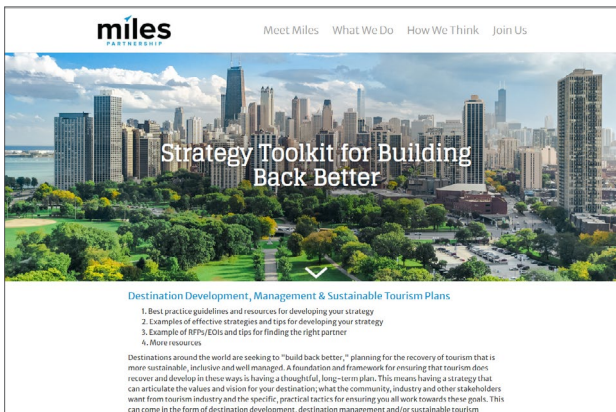 miles
PARTNERSHIP
Meet Miles What We Do How We Think Join Us
Strategy Toolkit for Building
Back Better
Destination Development, Management & Sustainable Tourism Plans
1. Best practice guidelines and resources for developing your strategy
2. Examples of effective strategies and tips for developing your strategy
3. Example of RFPs/EOIs and tips for finding the right partner
4. More resources
Destinations around the world are seeking to "build back better," planning for the recovery of tourism that is
more sustainable, inclusive and well managed. A foundation and framework for ensuring that tourism does
recover and develop in these ways is having a thoughtful, long-term plan. This means having a strategy that
can articulate the values and vision for your destination; what the community, industry and other stakeholders
want from tourism industry and the specific, practical tactics for ensuring you all work towards these goals. This
can come in the form of destination development, destination management and/or sustainable tourism